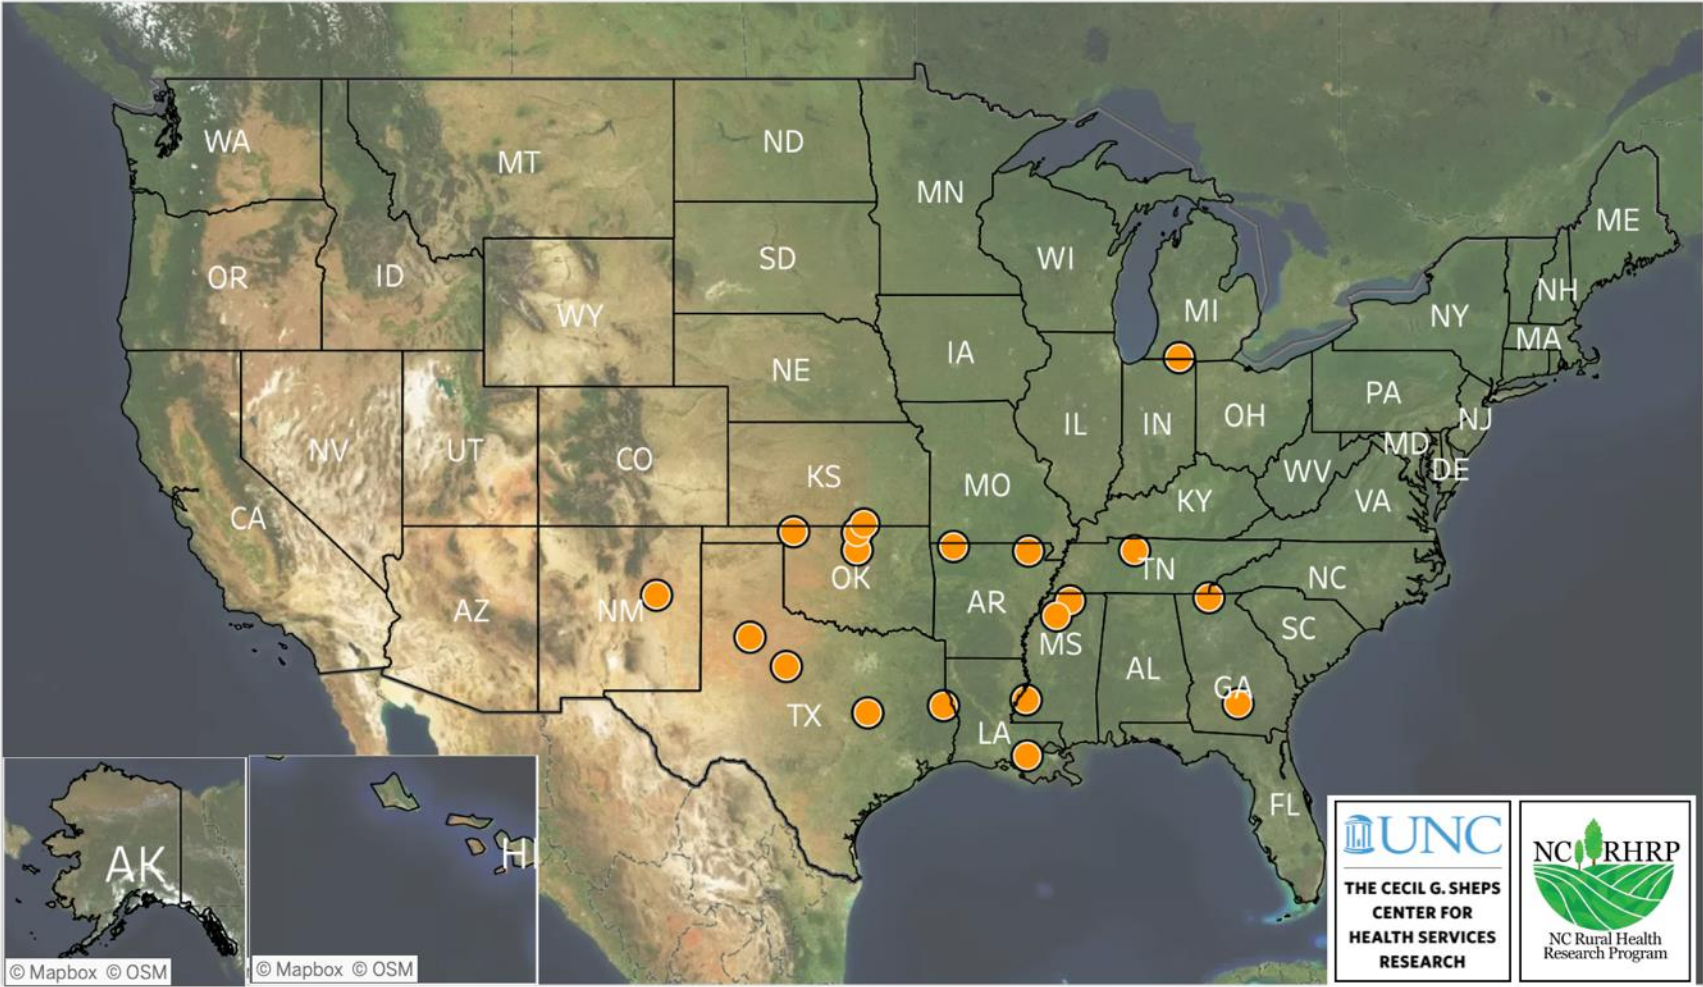 WA
MT
ND
MN
ME
OR
ID
SD
WI
MI
NH
WY
NY
MA
NE
IA
PA
NV
UT
CO
KS
MO
IL
IN
OH
NJ
MD
DE
WV
VA
KY
CA
AZ
NM
OK
AR
TN
NC
SC
MS
AL
GA
TX
LA
FL
AK
HI
© Mapbox © OSM
© Mapbox © OSM
UNC
THE CECIL G. SHEPS
CENTER FOR
HEALTH SERVICES
RESEARCH
NC RHRP
NC Rural Health
Research Program